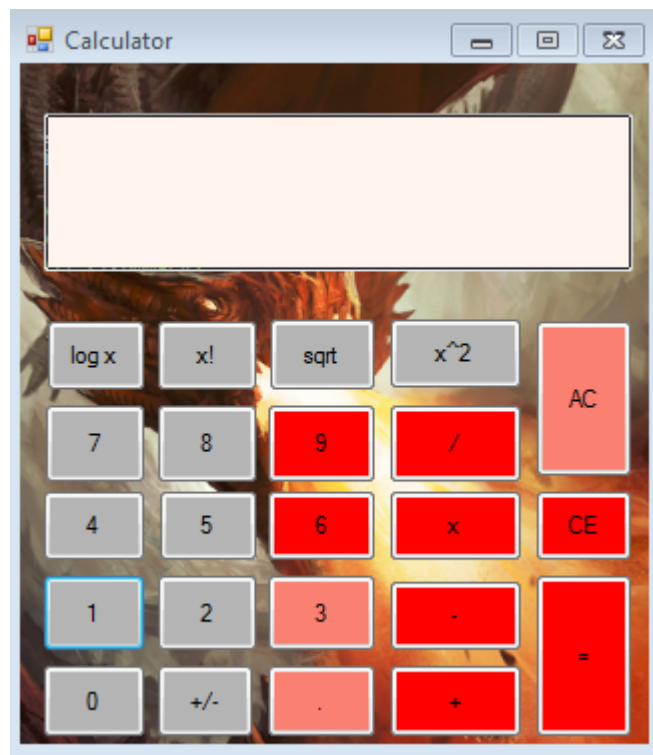 Calculator
log x x! sqrt x^2 AC
7 8 9 /
4 5 6 x CE
1 2 3 - =
0 +/- . +